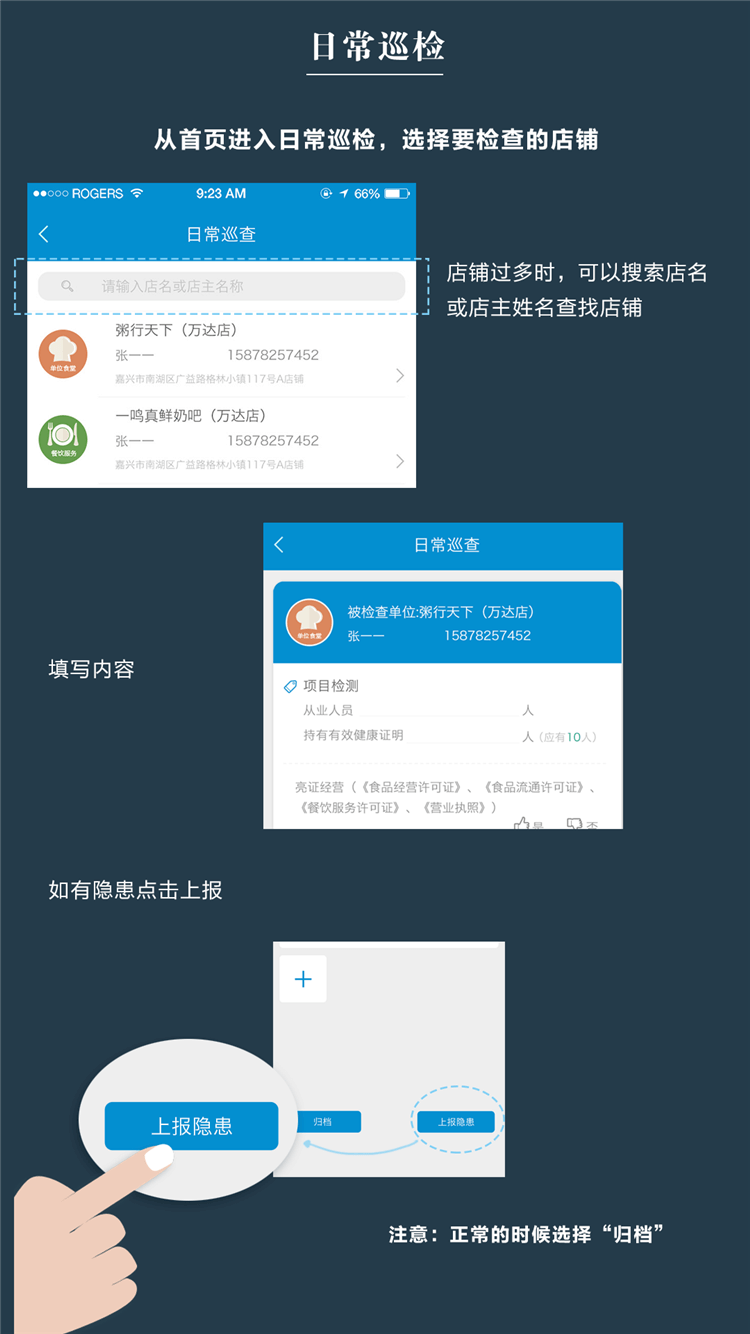 日常巡检
从首页进入日常巡检，选择要检查的店铺
ROGERS 9:23 AM 66%
日常巡查
请输入店名或店主名称
店铺过多时，可以搜索店名
或店主姓名查找店铺
粥行天下（万达店）
张一一 15878257452
嘉兴市南湖区广益路格林小镇117号A店铺
单位食堂
一鸣真鲜奶吧（万达店）
张一一 15878257452
嘉兴市南湖区广益路格林小镇117号A店铺
餐饮服务
日常巡查
被检查单位:粥行天下（万达店）
张一一 15878257452
单位食堂
填写内容
项目检测
从业人员 人
持有有效健康证明 人（应有10人）
亮证经营（《食品经营许可证》、《食品流通许可证》、
《餐饮服务许可证》、《营业执照》）
是 否
如有隐患点击上报
+
上报隐患
归档 上报隐患
注意：正常的时候选择“归档”